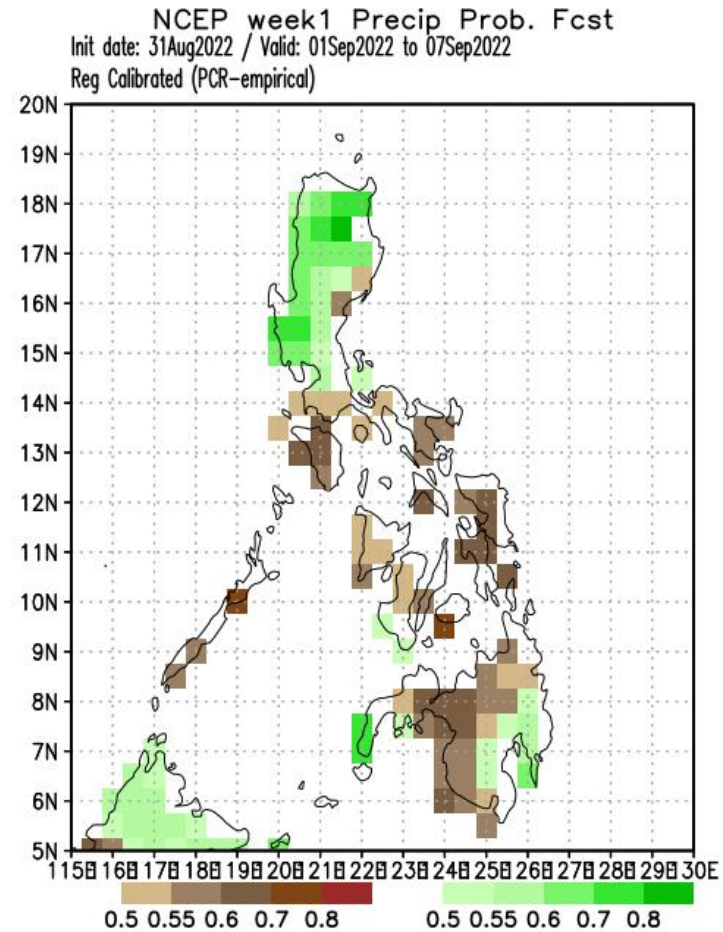 NCEP week1 Precip Prob. Fcst
Init date: 31Aug2022 / Valid: 01Sep2022 to 07Sep2022
Reg Calibrated (PCR-empirical)
20N
19N
18N
17N
16N
15N
14N
13N
12N
11N
10N
9N
8N
7N
6N
5N
115E 116E 117E 118E 119E 120E 121E 122E 123E 124E 125E 126E 127E 128E 129E 130E
0.5 0.55 0.6 0.7 0.8 0.5 0.55 0.6 0.7 0.8